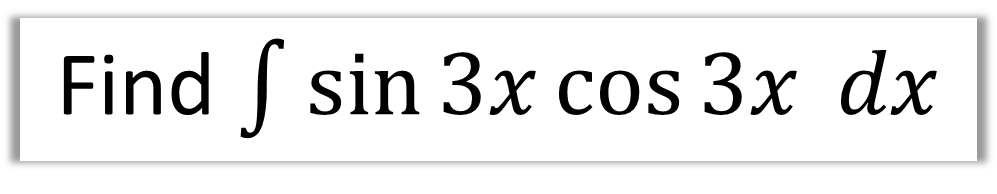 Find ∫ sin 3x cos 3x dx